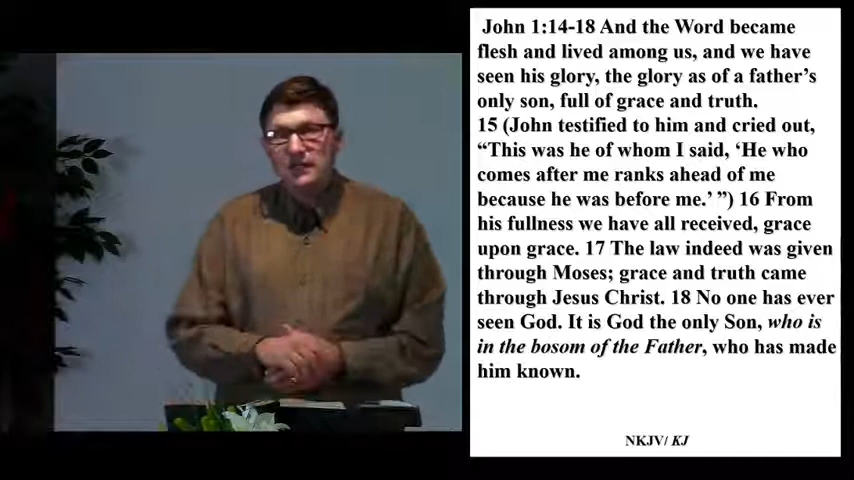 John 1:14-18 And the Word became
flesh and lived among us, and we have
seen his glory, the glory as of a father’s
only son, full of grace and truth.
15 (John testified to him and cried out,
“This was he of whom I said, ‘He who
comes after me ranks ahead of me
because he was before me.’ ”) 16 From
his fullness we have all received, grace
upon grace. 17 The law indeed was given
through Moses; grace and truth came
through Jesus Christ. 18 No one has ever
seen God. It is God the only Son, who is
in the bosom of the Father, who has made
him known.
NKJV/ KJ